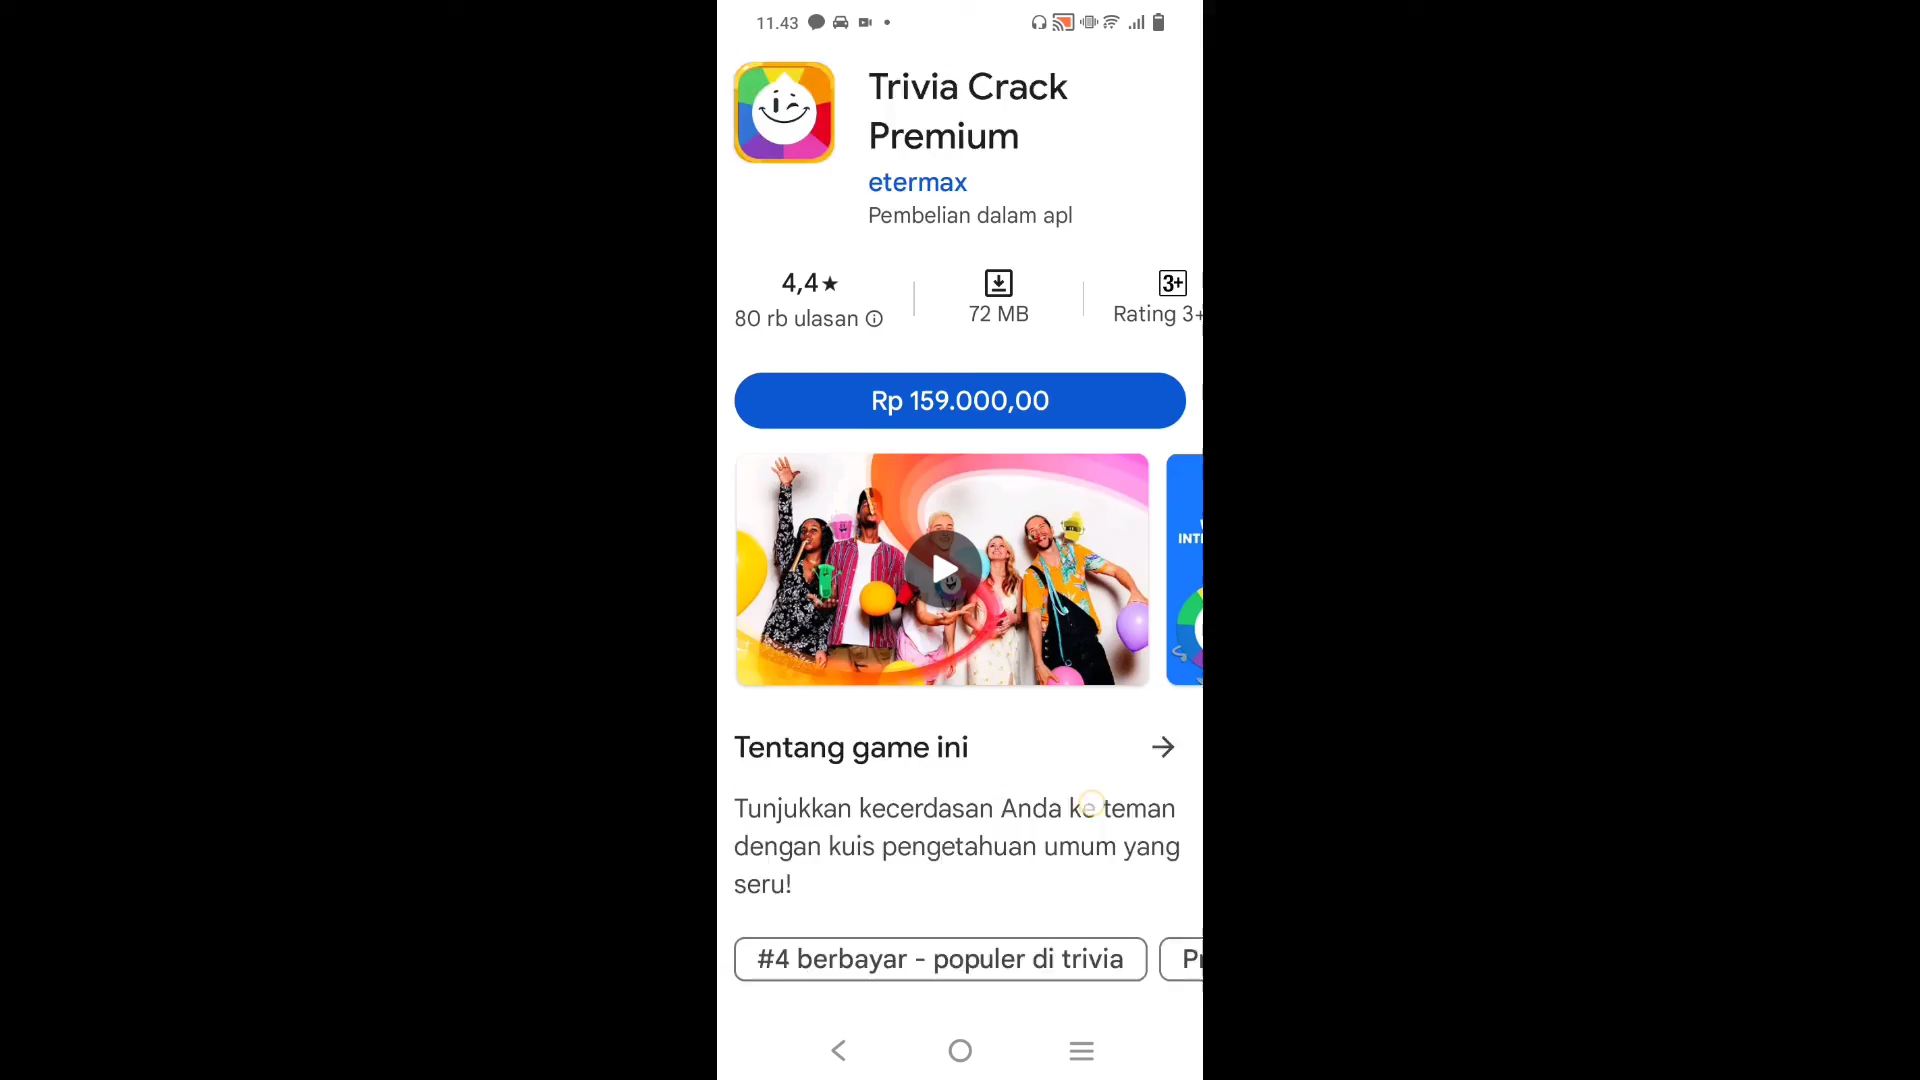 11.43
Trivia Crack
Premium
etermax
Pembelian dalam apl
4,4★
80 rb ulasan
72 MB
3+
Rating 3+
Rp 159.000,00
INT
Tentang game ini
Tunjukkan kecerdasan Anda ke teman
dengan kuis pengetahuan umum yang
seru!
#4 berbayar - populer di trivia